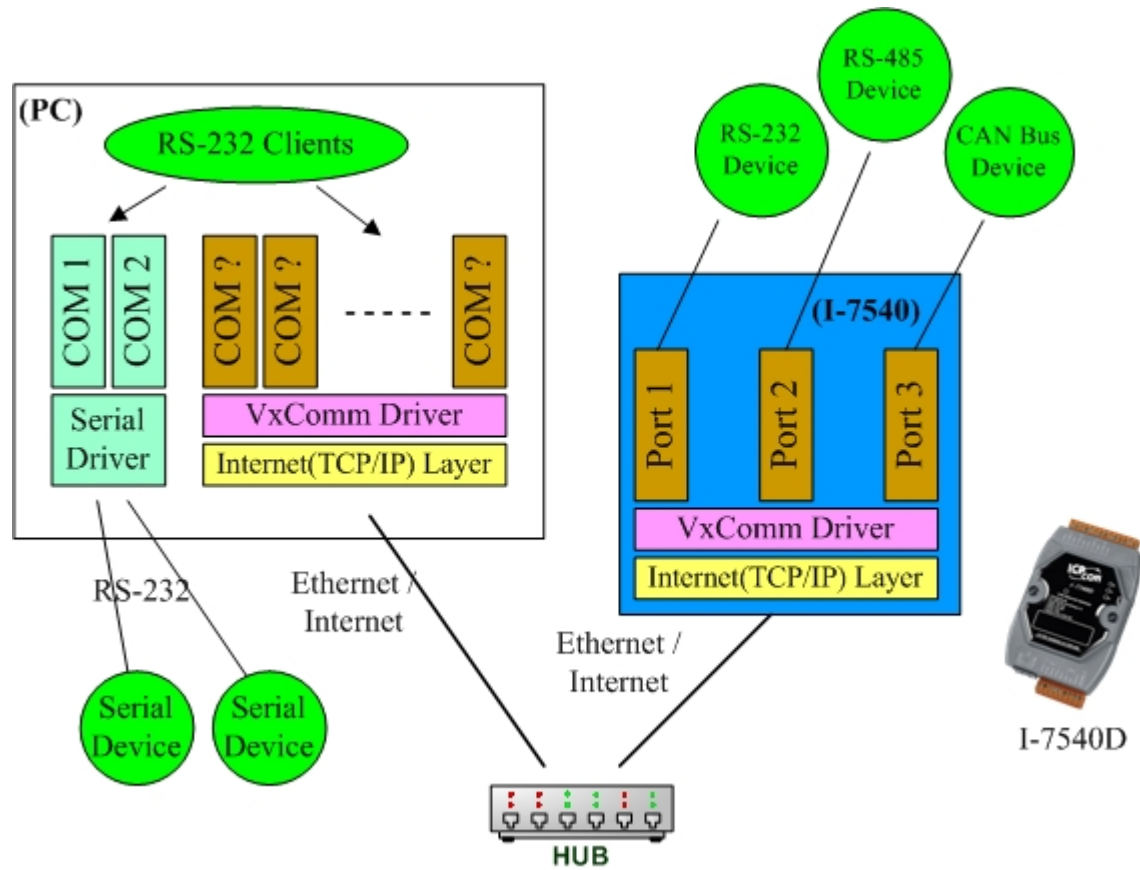 (PC)
RS-232 Clients
COM 1
COM 2
COM ?
COM ?
- - - - -
COM ?
Serial
Driver
VxComm Driver
Internet(TCP/IP) Layer
RS-232
Serial
Device
Serial
Device
Ethernet /
Internet
RS-232
Device
RS-485
Device
CAN Bus
Device
(I-7540)
Port 1
Port 2
Port 3
VxComm Driver
Internet(TCP/IP) Layer
Ethernet /
Internet
HUB
ICP
CON
I-7540D